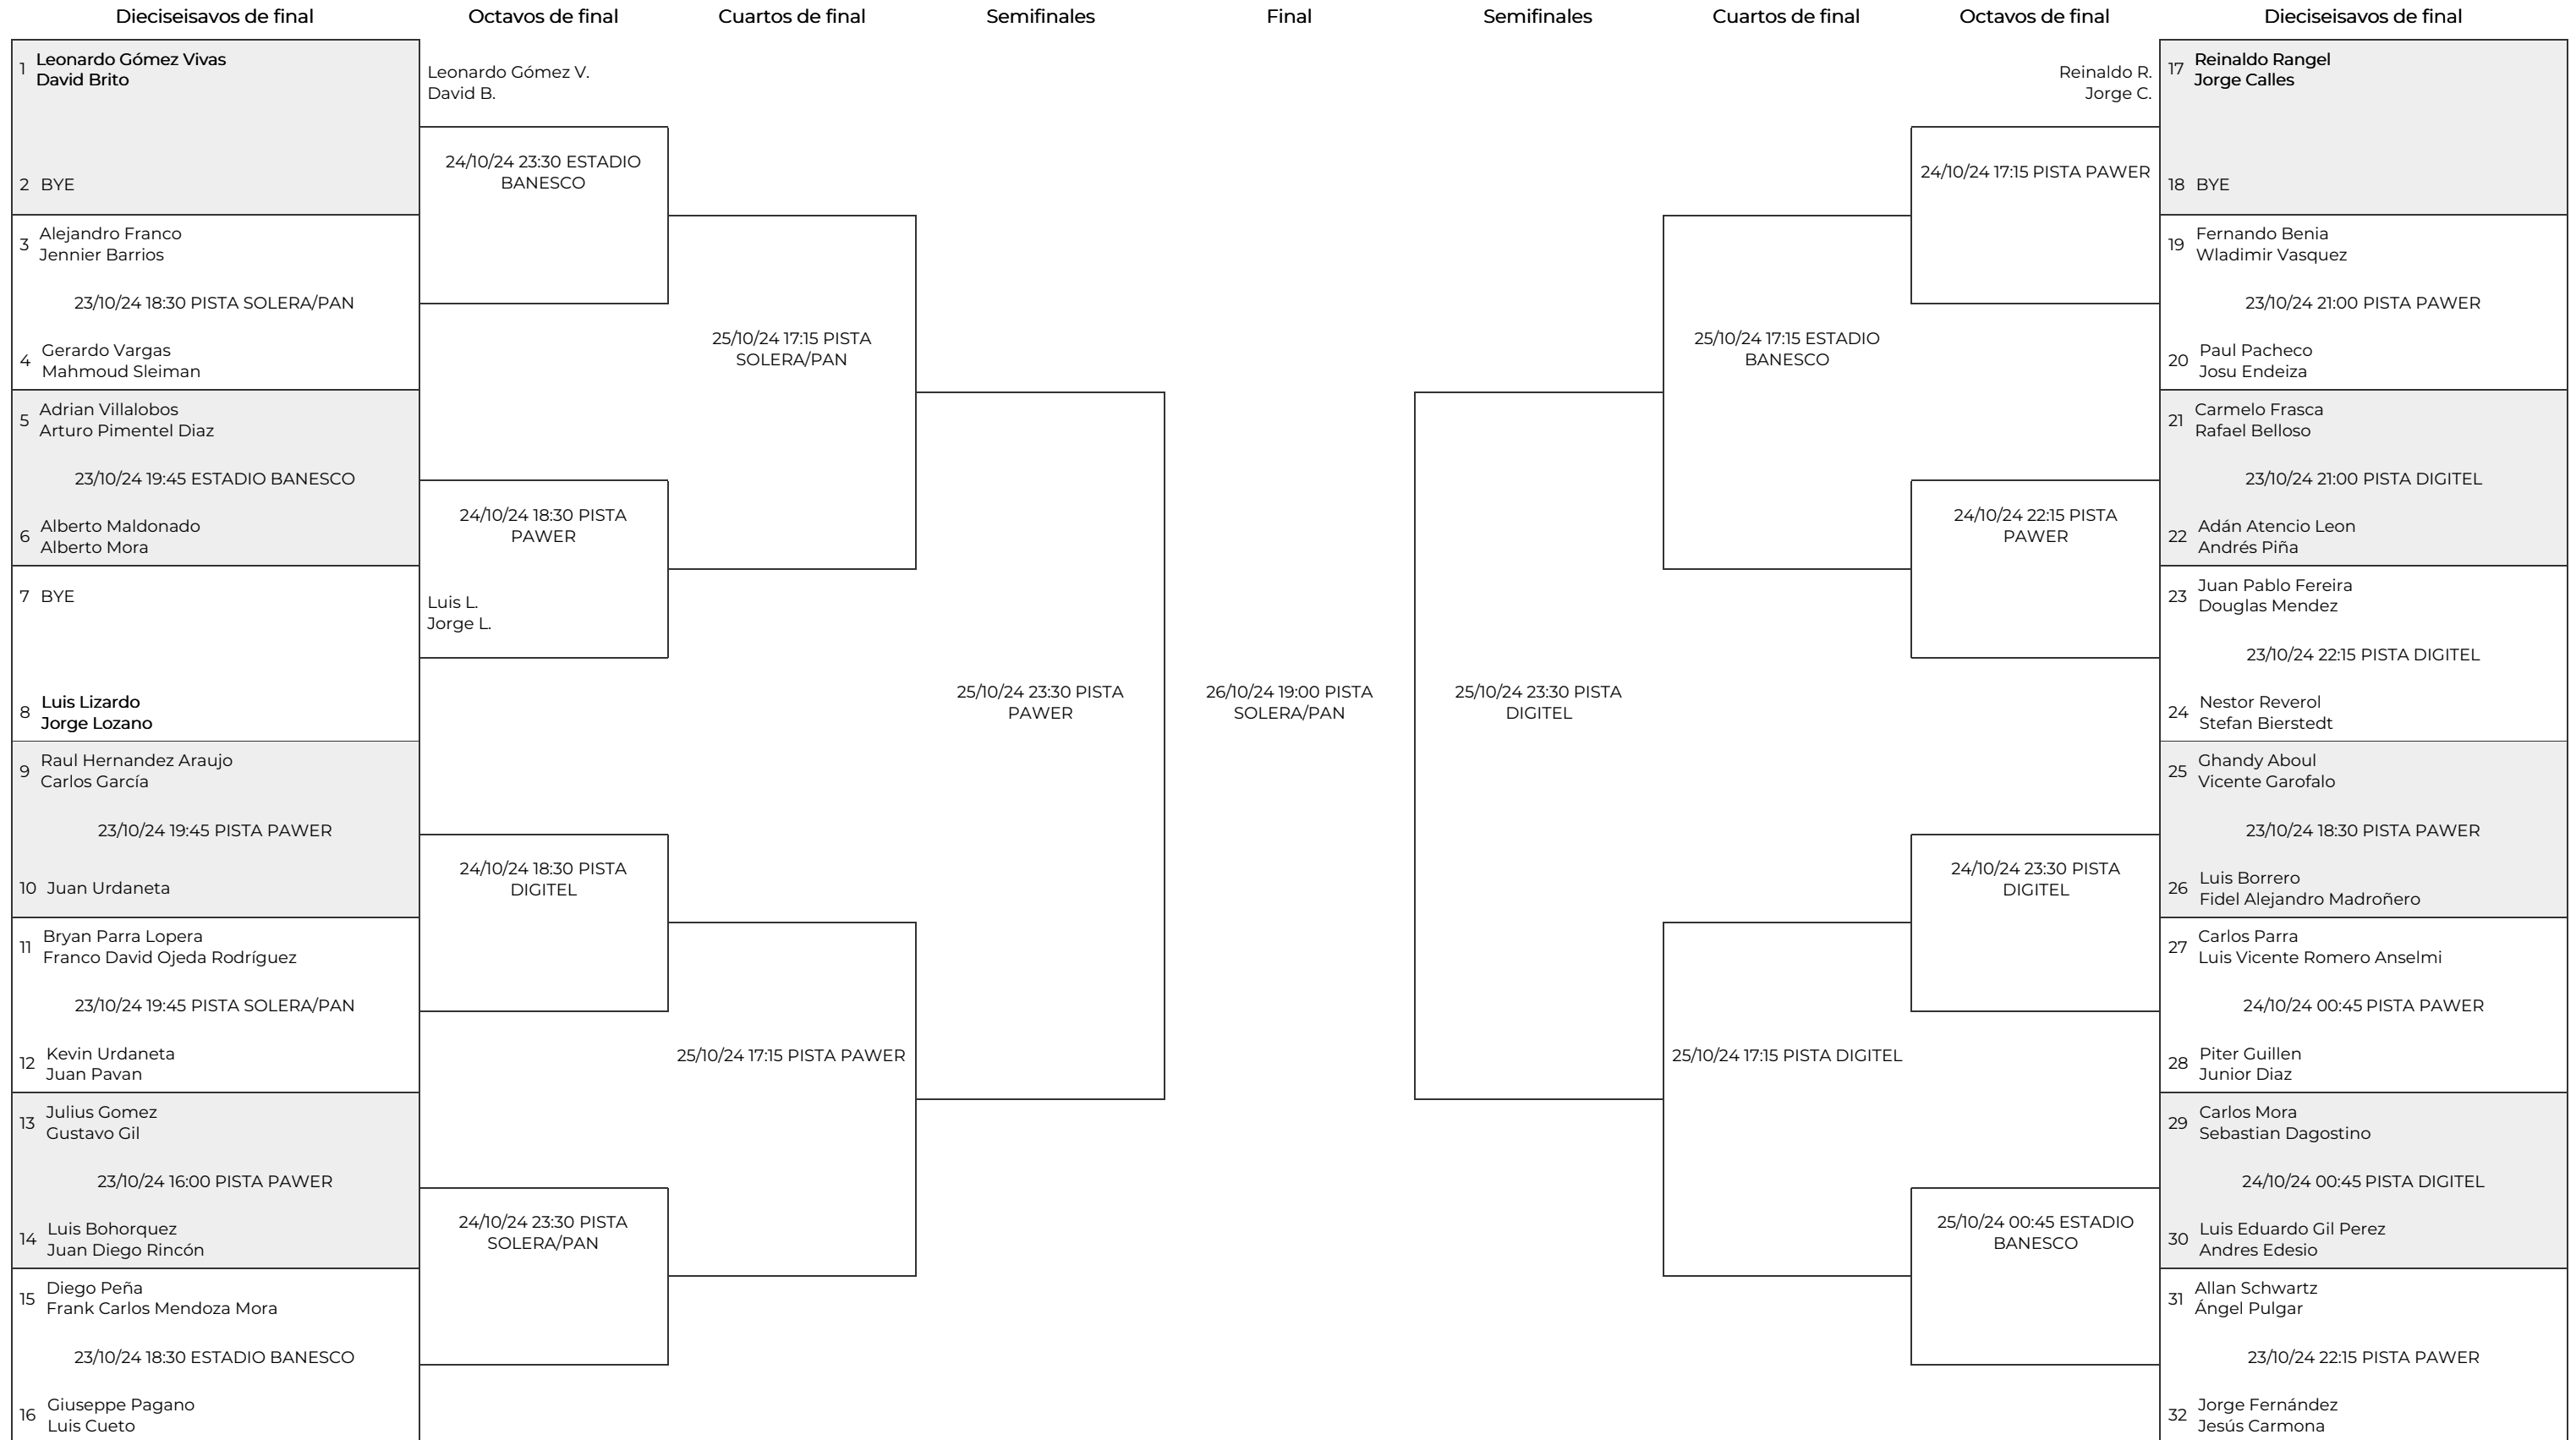 Dieciseisavos de final
Octavos de final
Cuartos de final
Semifinales
Final
Semifinales
Cuartos de final
Octavos de final
Dieciseisavos de final
1 Leonardo Gómez Vivas
David Brito
2 BYE
3 Alejandro Franco
Jennier Barrios
23/10/24 18:30 PISTA SOLERA/PAN
4 Gerardo Vargas
Mahmoud Sleiman
5 Adrian Villalobos
Arturo Pimentel Diaz
23/10/24 19:45 ESTADIO BANESCO
6 Alberto Maldonado
Alberto Mora
7 BYE
8 Luis Lizardo
Jorge Lozano
9 Raul Hernandez Araujo
Carlos García
23/10/24 19:45 PISTA PAWER
10 Juan Urdaneta
11 Bryan Parra Lopera
Franco David Ojeda Rodríguez
23/10/24 19:45 PISTA SOLERA/PAN
12 Kevin Urdaneta
Juan Pavan
13 Julius Gomez
Gustavo Gil
23/10/24 16:00 PISTA PAWER
14 Luis Bohorquez
Juan Diego Rincón
15 Diego Peña
Frank Carlos Mendoza Mora
23/10/24 18:30 ESTADIO BANESCO
16 Giuseppe Pagano
Luis Cueto
Leonardo Gómez V.
David B.
24/10/24 23:30 ESTADIO
BANESCO
24/10/24 18:30 PISTA
PAWER
Luis L.
Jorge L.
24/10/24 18:30 PISTA
DIGITEL
24/10/24 23:30 PISTA
SOLERA/PAN
25/10/24 17:15 PISTA
SOLERA/PAN
25/10/24 17:15 PISTA PAWER
25/10/24 23:30 PISTA
PAWER
26/10/24 19:00 PISTA
SOLERA/PAN
25/10/24 23:30 PISTA
DIGITEL
25/10/24 17:15 ESTADIO
BANESCO
25/10/24 17:15 PISTA DIGITEL
Reinaldo R.
Jorge C.
24/10/24 17:15 PISTA PAWER
24/10/24 22:15 PISTA
PAWER
24/10/24 23:30 PISTA
DIGITEL
25/10/24 00:45 ESTADIO
BANESCO
17 Reinaldo Rangel
Jorge Calles
18 BYE
19 Fernando Benia
Wladimir Vasquez
23/10/24 21:00 PISTA PAWER
20 Paul Pacheco
Josu Endeiza
21 Carmelo Frasca
Rafael Belloso
23/10/24 21:00 PISTA DIGITEL
22 Adán Atencio Leon
Andrés Piña
23 Juan Pablo Fereira
Douglas Mendez
23/10/24 22:15 PISTA DIGITEL
24 Nestor Reverol
Stefan Bierstedt
25 Ghandy Aboul
Vicente Garofalo
23/10/24 18:30 PISTA PAWER
26 Luis Borrero
Fidel Alejandro Madroñero
27 Carlos Parra
Luis Vicente Romero Anselmi
24/10/24 00:45 PISTA PAWER
28 Piter Guillen
Junior Diaz
29 Carlos Mora
Sebastian Dagostino
24/10/24 00:45 PISTA DIGITEL
30 Luis Eduardo Gil Perez
Andres Edesio
31 Allan Schwartz
Ángel Pulgar
23/10/24 22:15 PISTA PAWER
32 Jorge Fernández
Jesús Carmona